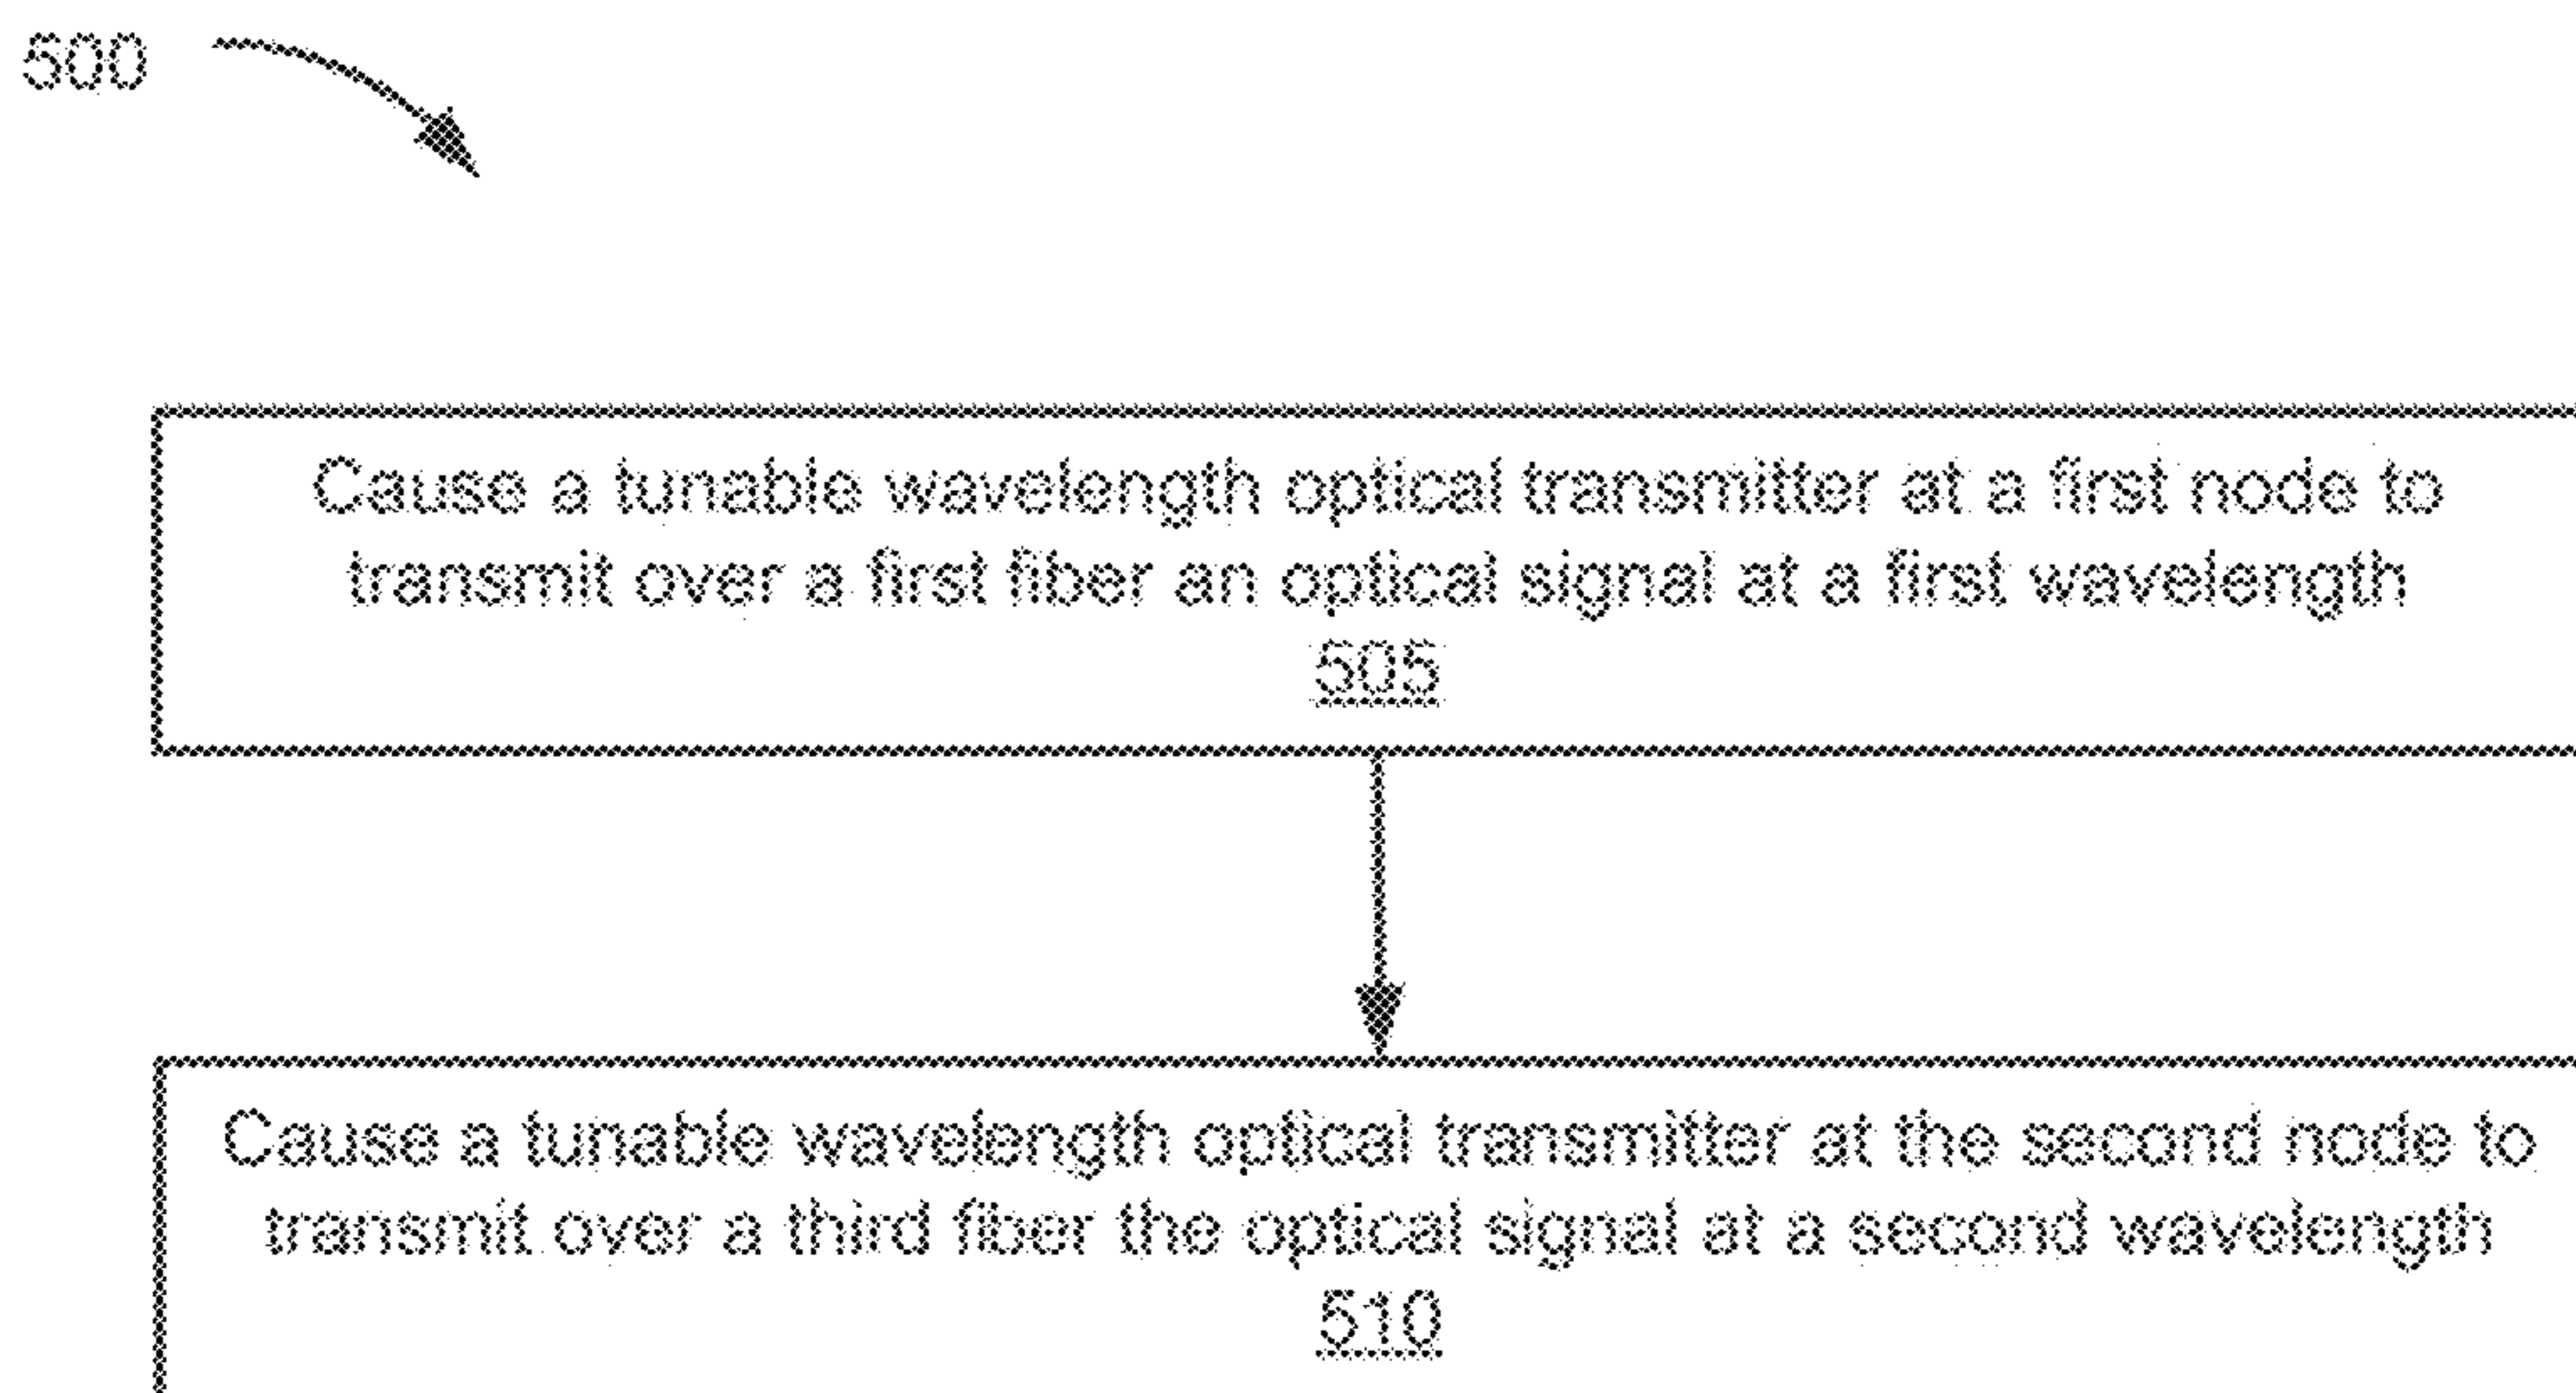 500
Cause a tunable wavelength optical transmitter at a first node to
transmit over a first fiber an optical signal at a first wavelength
505
Cause a tunable wavelength optical transmitter at the second node to
transmit over a third fiber the optical signal at a second wavelength
510